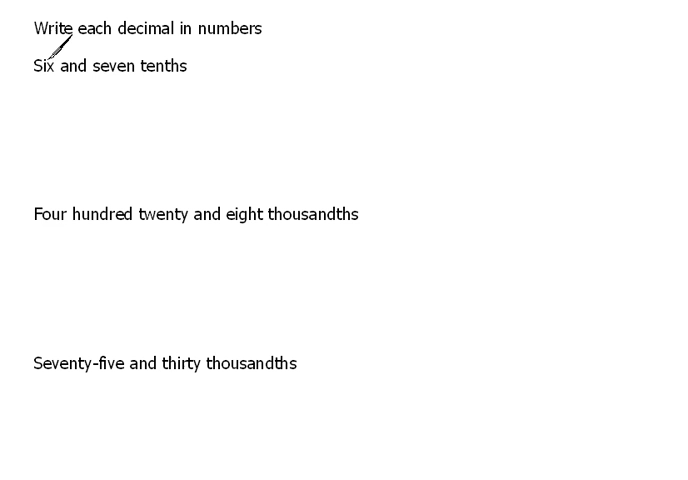 Write each decimal in numbers
Six and seven tenths
Four hundred twenty and eight thousandths
Seventy-five and thirty thousandths